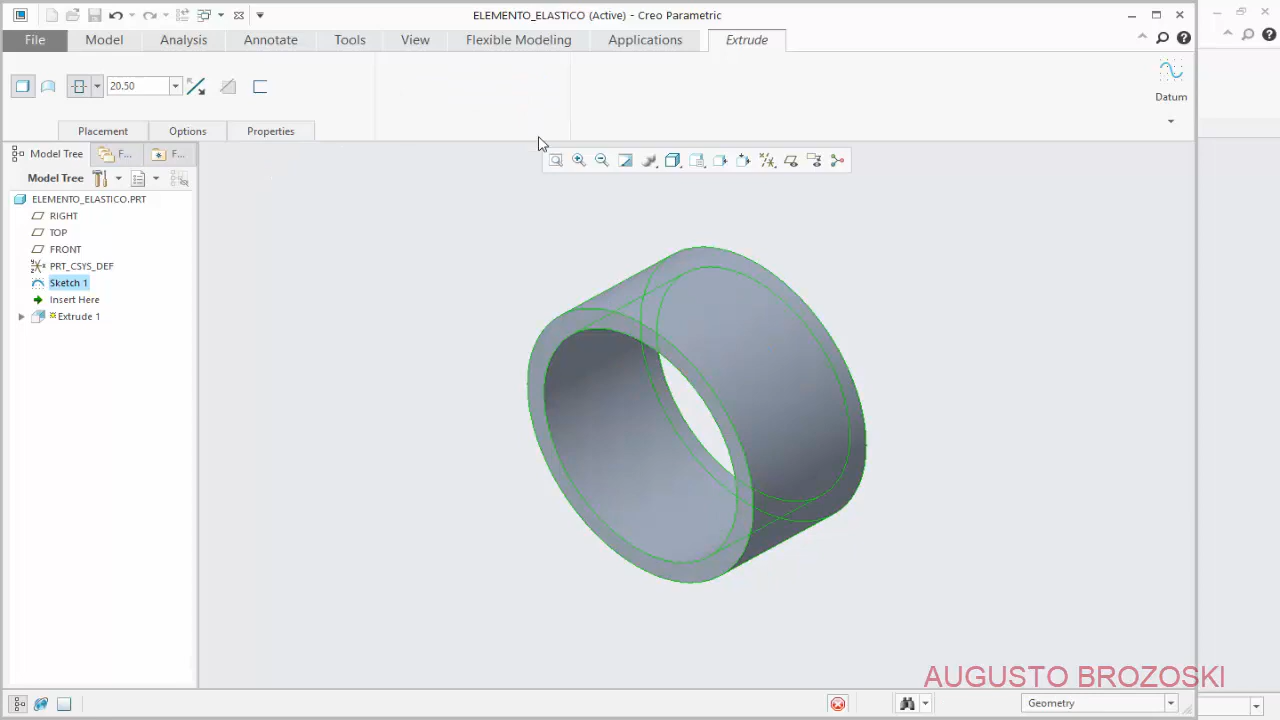 ELEMENTO_ELASTICO (Active) - Creo Parametric
File Model Analysis Annotate Tools View Flexible Modeling Applications Extrude
20.50
Datum
Placement Options Properties
Model Tree F... F...
Model Tree
ELEMENTO_ELASTICO.PRT
RIGHT
TOP
FRONT
PRT_CSYS_DEF
Sketch 1
Insert Here
Extrude 1
AUGUSTO BROZOSKI
Geometry